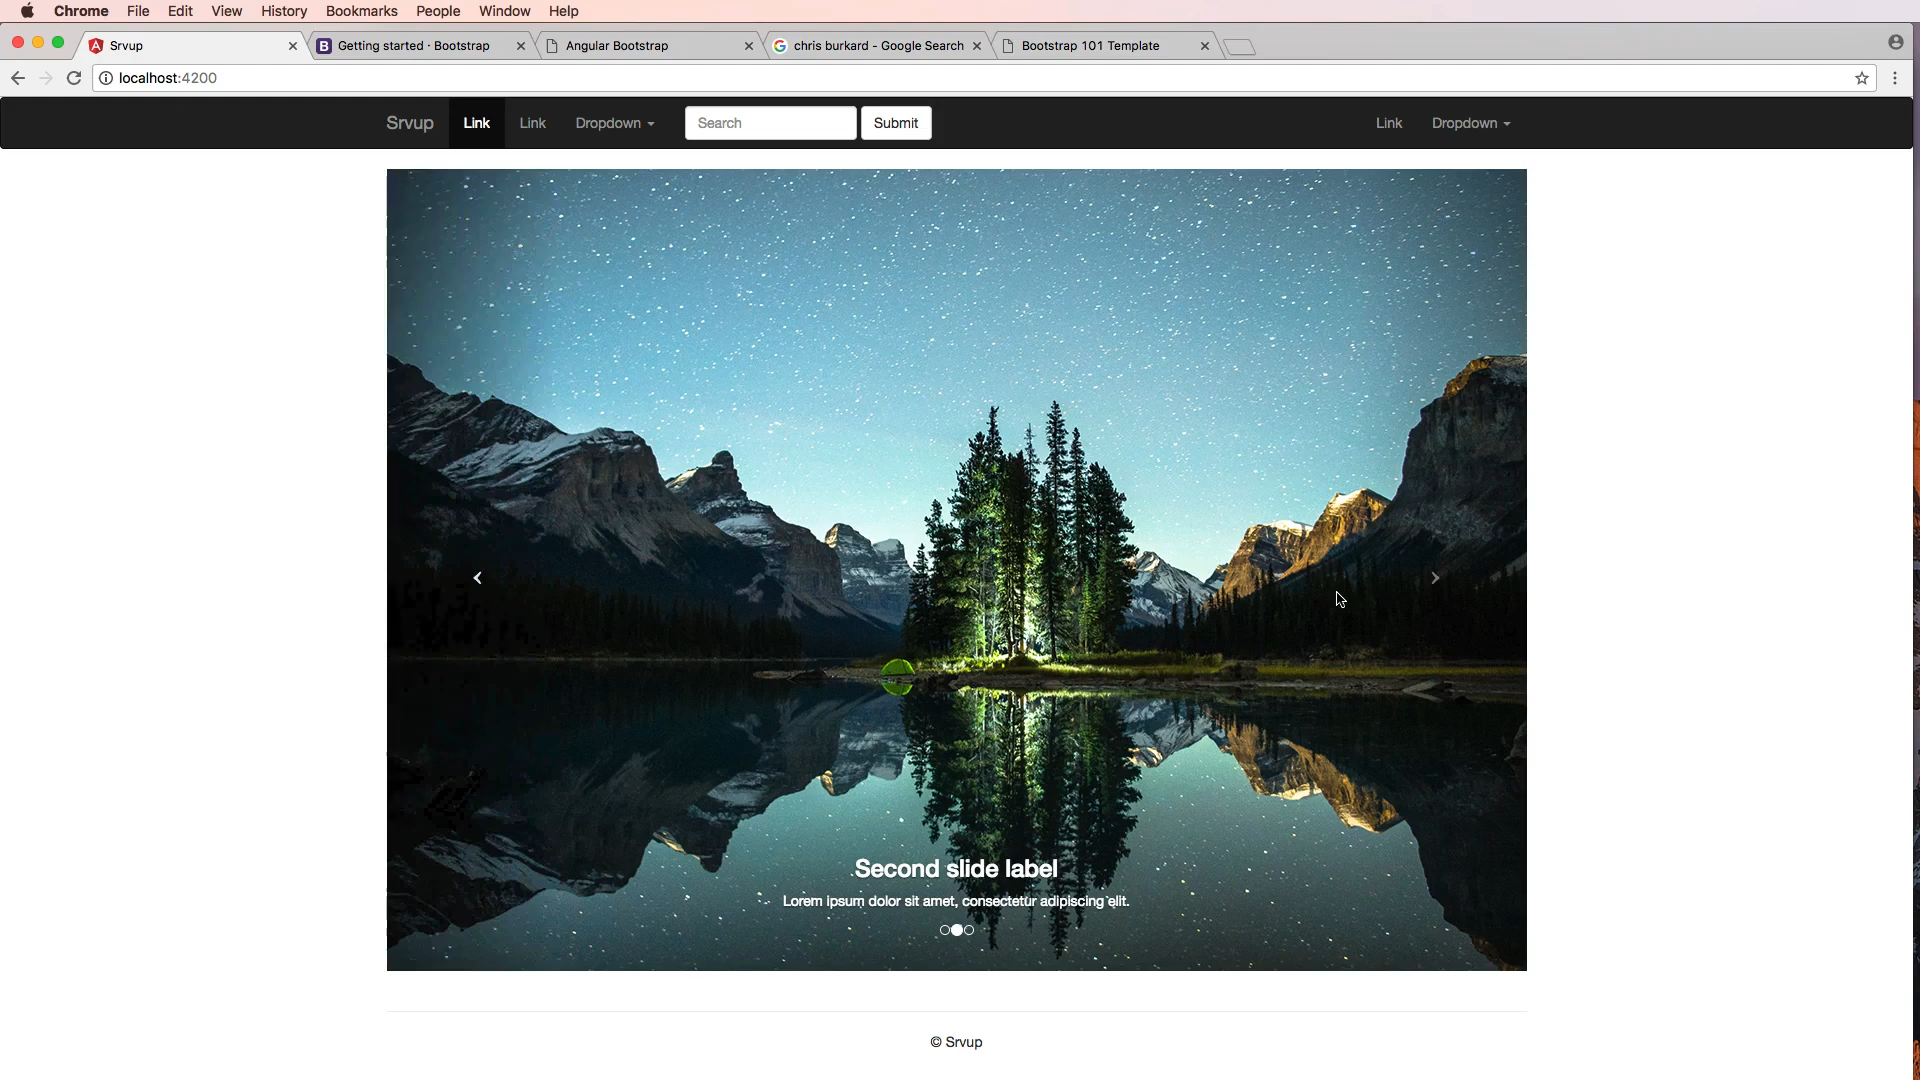 Chrome File Edit View History Bookmarks People Window Help
Srvup Getting started · Bootstrap Angular Bootstrap chris burkard - Google Search Bootstrap 101 Template
localhost:4200
Srvup Link Link Dropdown Search Submit Link Dropdown
Second slide label
Lorem ipsum dolor sit amet, consectetur adipiscing elit.
© Srvup